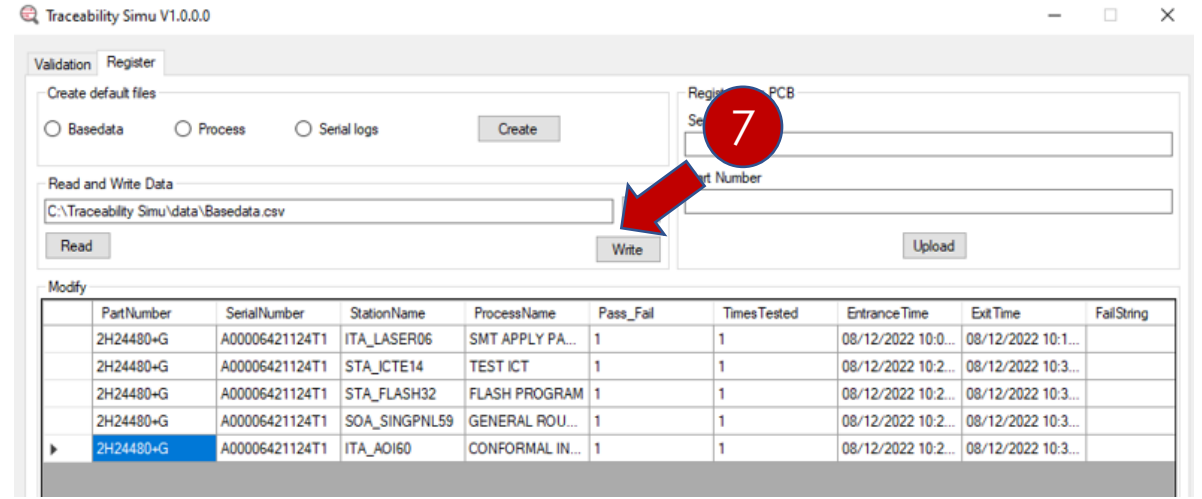 Traceability Simu V1.0.0.0
Validation Register
Create default files
Basedata Process Serial logs Create
PCB
7
Read and Write Data
Part Number
C:\Traceability Simu\data\Basedata.csv
Read Write Upload
Modify
PartNumber SerialNumber StationName ProcessName Pass_Fail TimesTested EntranceTime ExitTime FailString
2H24480+G A00006421124T1 ITA_LASER06 SMT APPLY PA... 1 1 08/12/2022 10:0... 08/12/2022 10:1...
2H24480+G A00006421124T1 STA_ICTE14 TEST ICT 1 1 08/12/2022 10:2... 08/12/2022 10:3...
2H24480+G A00006421124T1 STA_FLASH32 FLASH PROGRAM 1 1 08/12/2022 10:2... 08/12/2022 10:3...
2H24480+G A00006421124T1 SOA_SINGPNL59 GENERAL ROU... 1 1 08/12/2022 10:2... 08/12/2022 10:3...
2H24480+G A00006421124T1 ITA_AOI60 CONFORMAL IN... 1 1 08/12/2022 10:2... 08/12/2022 10:3...